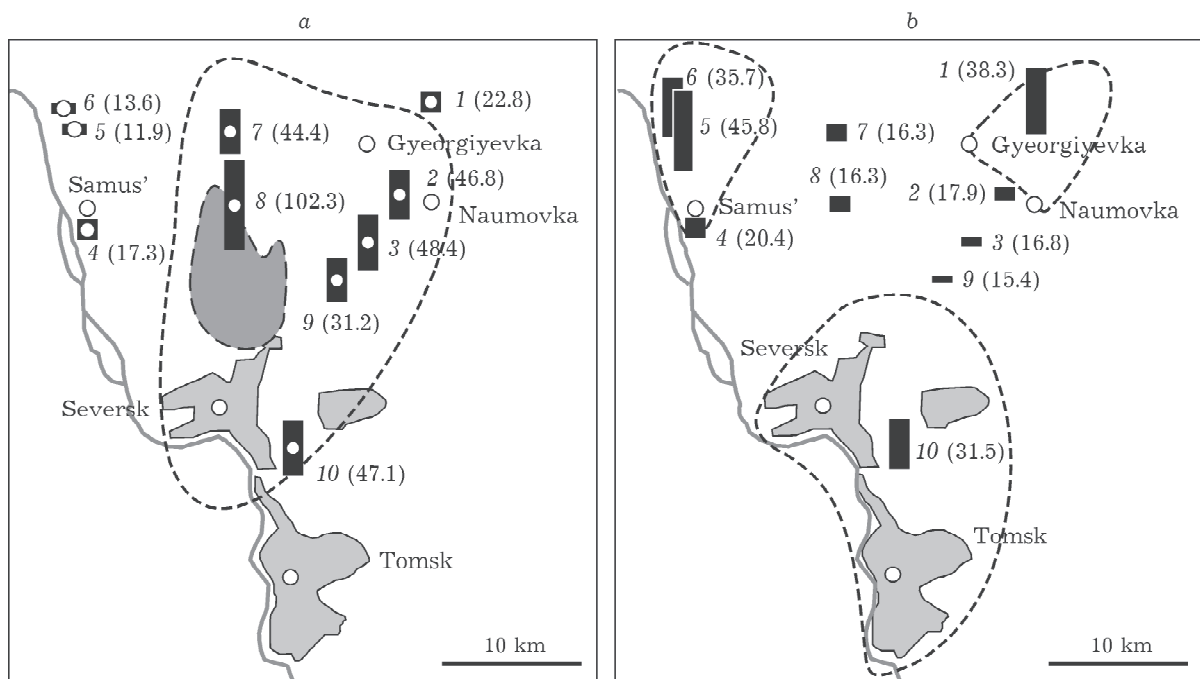 a
6 (13.6)
5 (11.9)
1 (22.8)
7 (44.4)
Gyeorgiyevka
2 (46.8)
Samus'
8 (102.3)
Naumovka
4 (17.3)
3 (48.4)
9 (31.2)
Seversk
10 (47.1)
Tomsk
10 km
b
6 (35.7)
1 (38.3)
5 (45.8)
7 (16.3)
Gyeorgiyevka
8 (16.3)
2 (17.9)
Samus'
Naumovka
4 (20.4)
3 (16.8)
9 (15.4)
Seversk
10 (31.5)
Tomsk
10 km